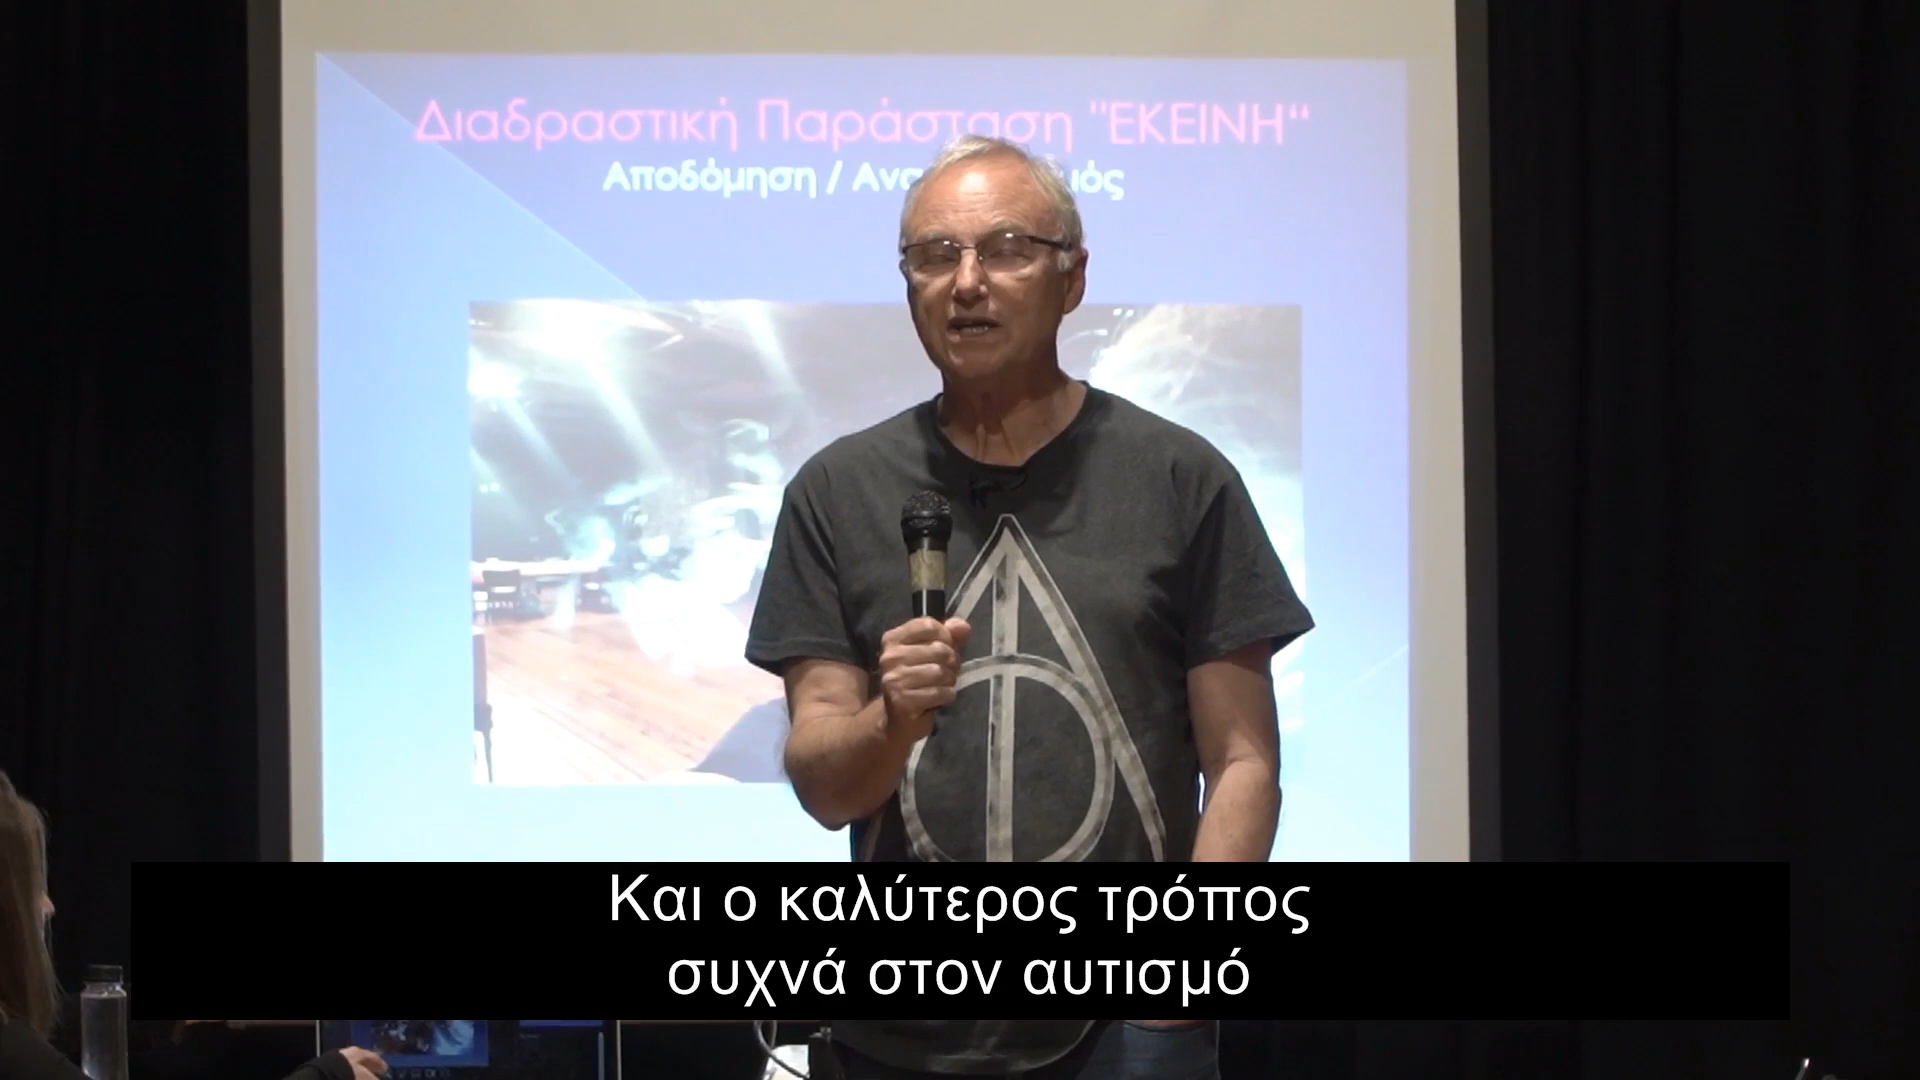 Διαδραστική Παράσταση "ΕΚΕΙΝΗ“
Αποδόμηση /
Και ο καλύτερος τρόπος
συχνά στον αυτισμό